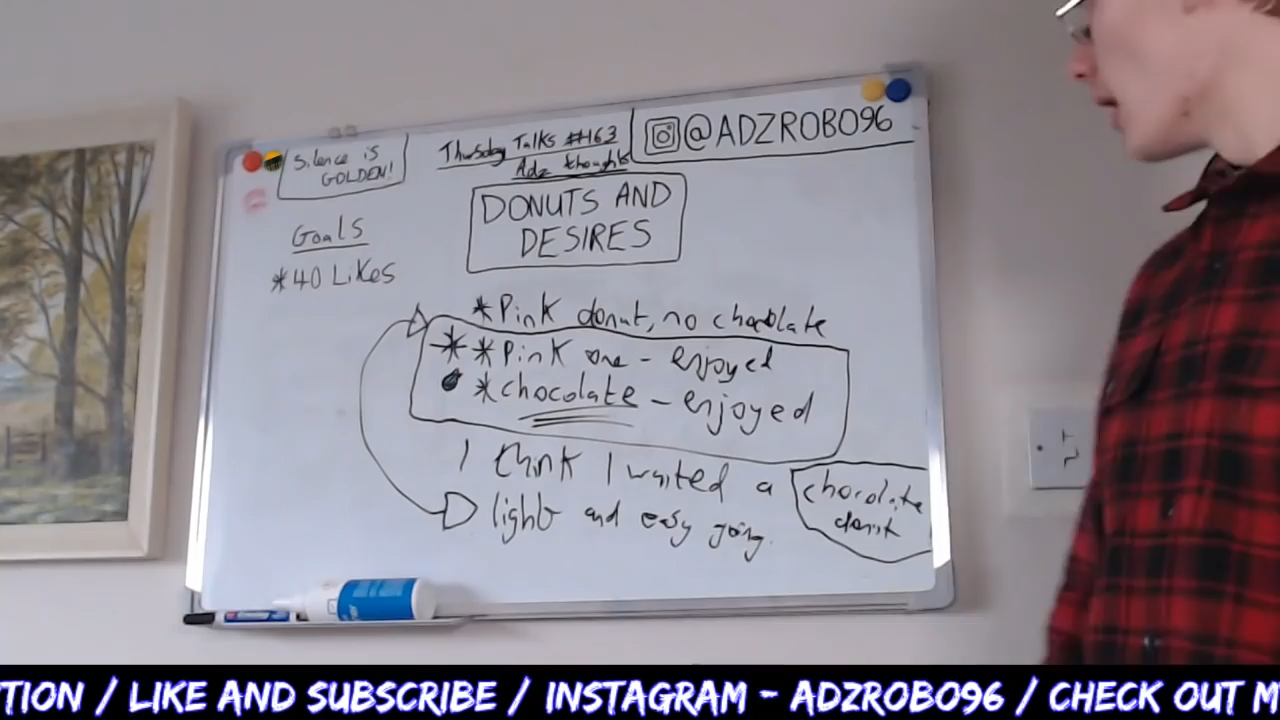 Silence is
GOLDEN!
Thursday Talks #163
Adz thoughts
@ADZROBO96
DONUTS AND
DESIRES
Goals
*40 Likes
*Pink donut, no chocolate
* *Pink one - enjoyed
*chocolate - enjoyed
I think I wanted a chocolate
donut
light and easy going.
TION / LIKE AND SUBSCRIBE / INSTAGRAM - ADZROBO96 / CHECK OUT M